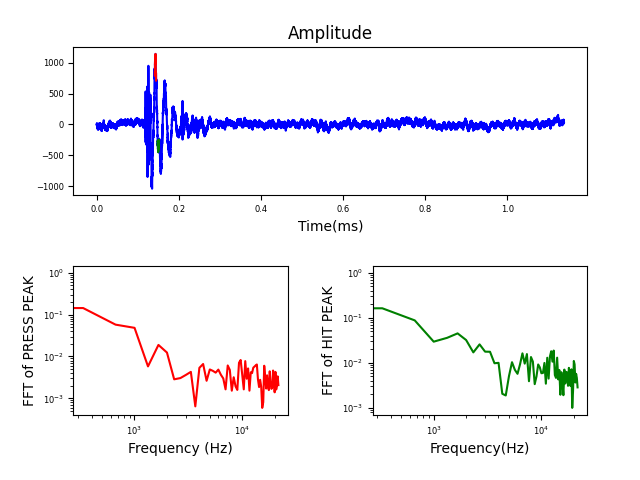 Amplitude
1000
500
0
−500
−1000
0.0 0.2 0.4 0.6 0.8 1.0
Time(ms)
FFT of PRESS PEAK
10⁰
10⁻¹
10⁻²
10⁻³
10³ 10⁴
Frequency (Hz)
FFT of HIT PEAK
10⁰
10⁻¹
10⁻²
10⁻³
10³ 10⁴
Frequency(Hz)